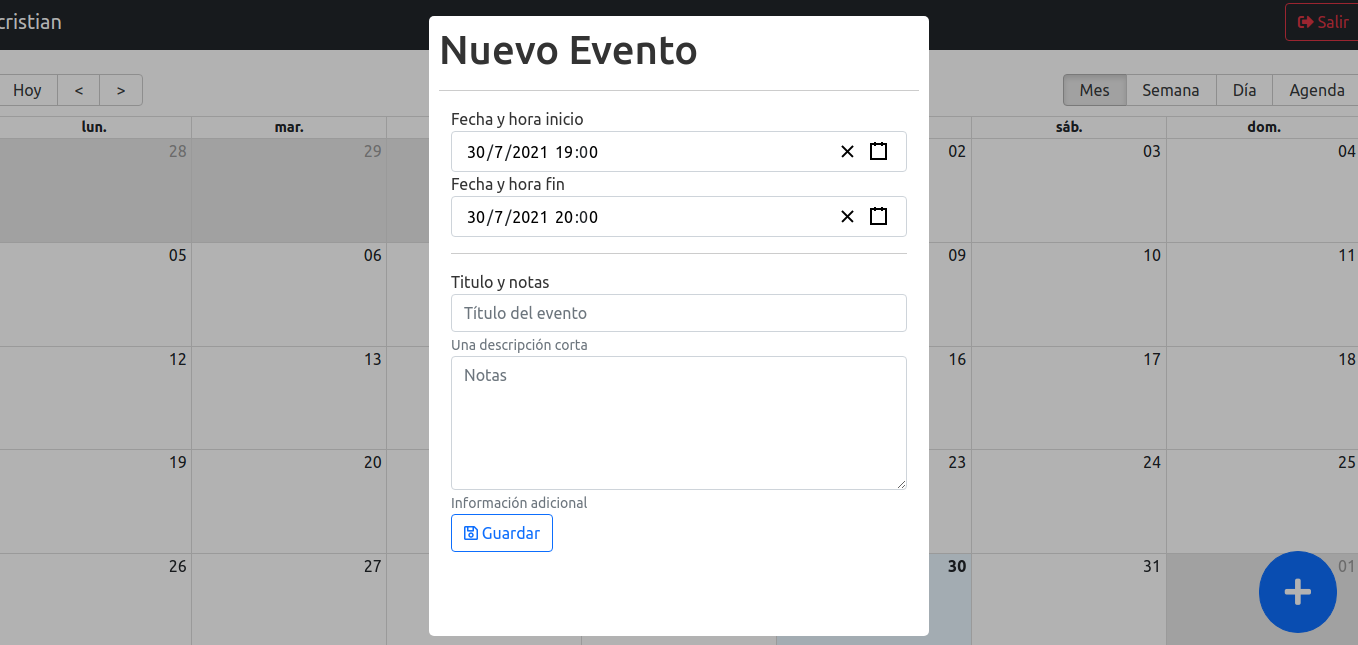 cristian
Salir
Nuevo Evento
Hoy < >
Mes Semana Día Agenda
lun. mar. sáb. dom.
Fecha y hora inicio
30/7/2021 19:00
Fecha y hora fin
30/7/2021 20:00
Titulo y notas
Título del evento
Una descripción corta
Notas
Información adicional
Guardar
28 29 02 03 04
05 06 09 10 11
12 13 16 17 18
19 20 23 24 25
26 27 30 31 01